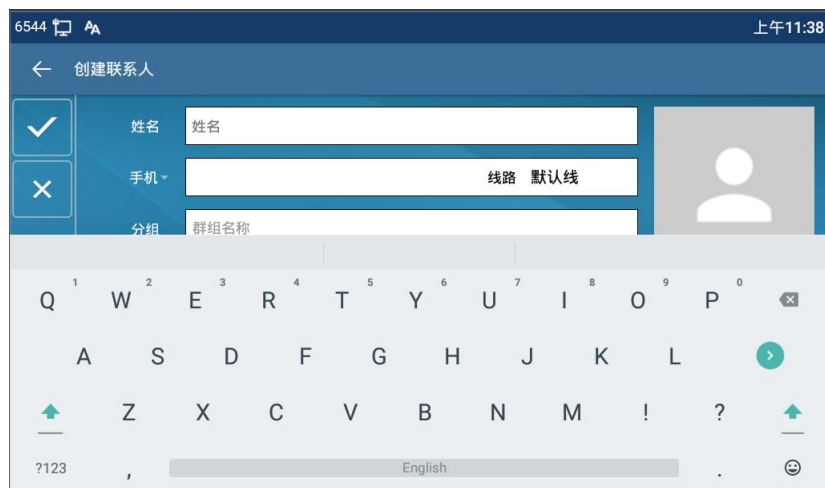 6544 上午11:38
创建联系人
姓名 姓名
手机 线路 默认线
分组 群组名称
Q 1 W 2 E 3 R 4 T 5 Y 6 U 7 I 8 O 9 P 0
A S D F G H J K L
Z X C V B N M ! ?
?123 , English .